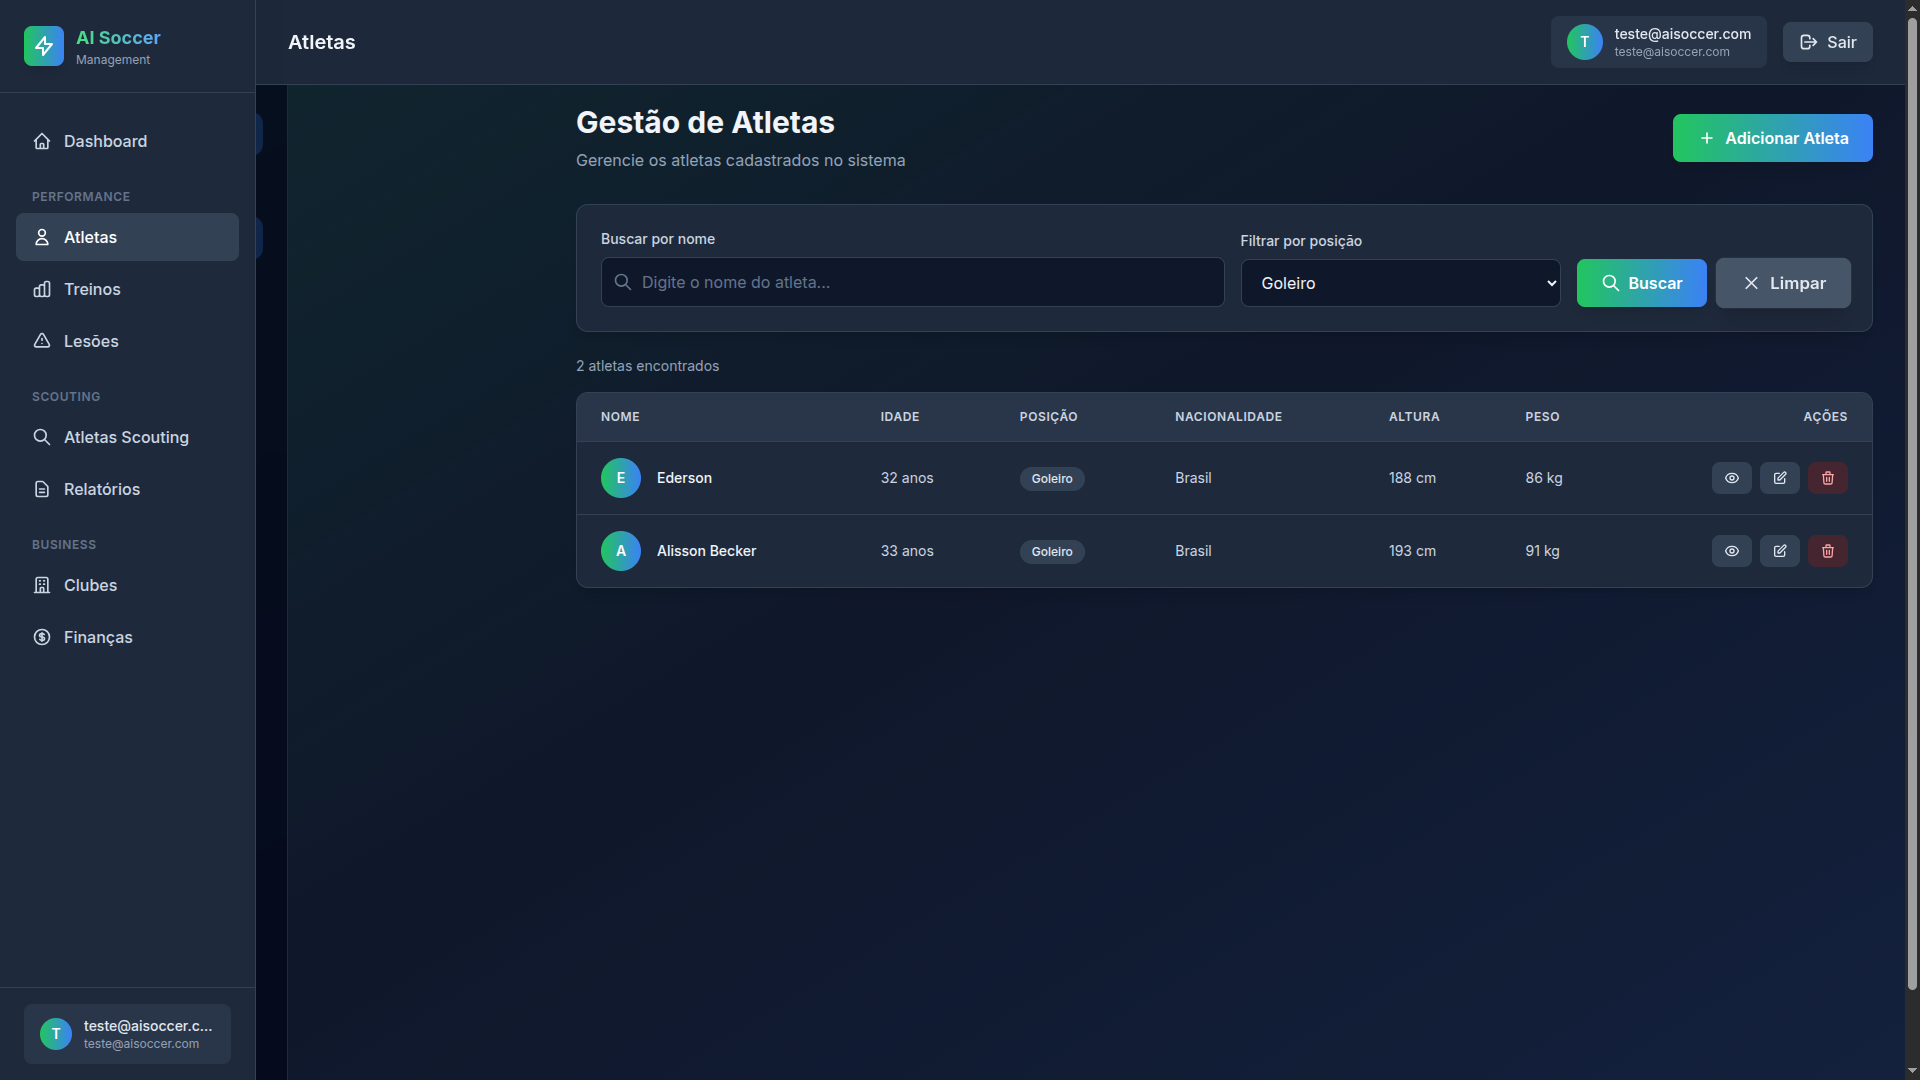 AI Soccer
Management
Dashboard
PERFORMANCE
Atletas
Treinos
Lesões
SCOUTING
Atletas Scouting
Relatórios
BUSINESS
Clubes
Finanças
T
teste@aisoccer.c...
teste@aisoccer.com
Atletas
T
teste@aisoccer.com
teste@aisoccer.com
Sair
Gestão de Atletas
Gerencie os atletas cadastrados no sistema
Adicionar Atleta
Buscar por nome
Digite o nome do atleta...
Filtrar por posição
Goleiro
Buscar
Limpar
2 atletas encontrados
NOME IDADE POSIÇÃO NACIONALIDADE ALTURA PESO AÇÕES
E Ederson 32 anos Goleiro Brasil 188 cm 86 kg
A Alisson Becker 33 anos Goleiro Brasil 193 cm 91 kg